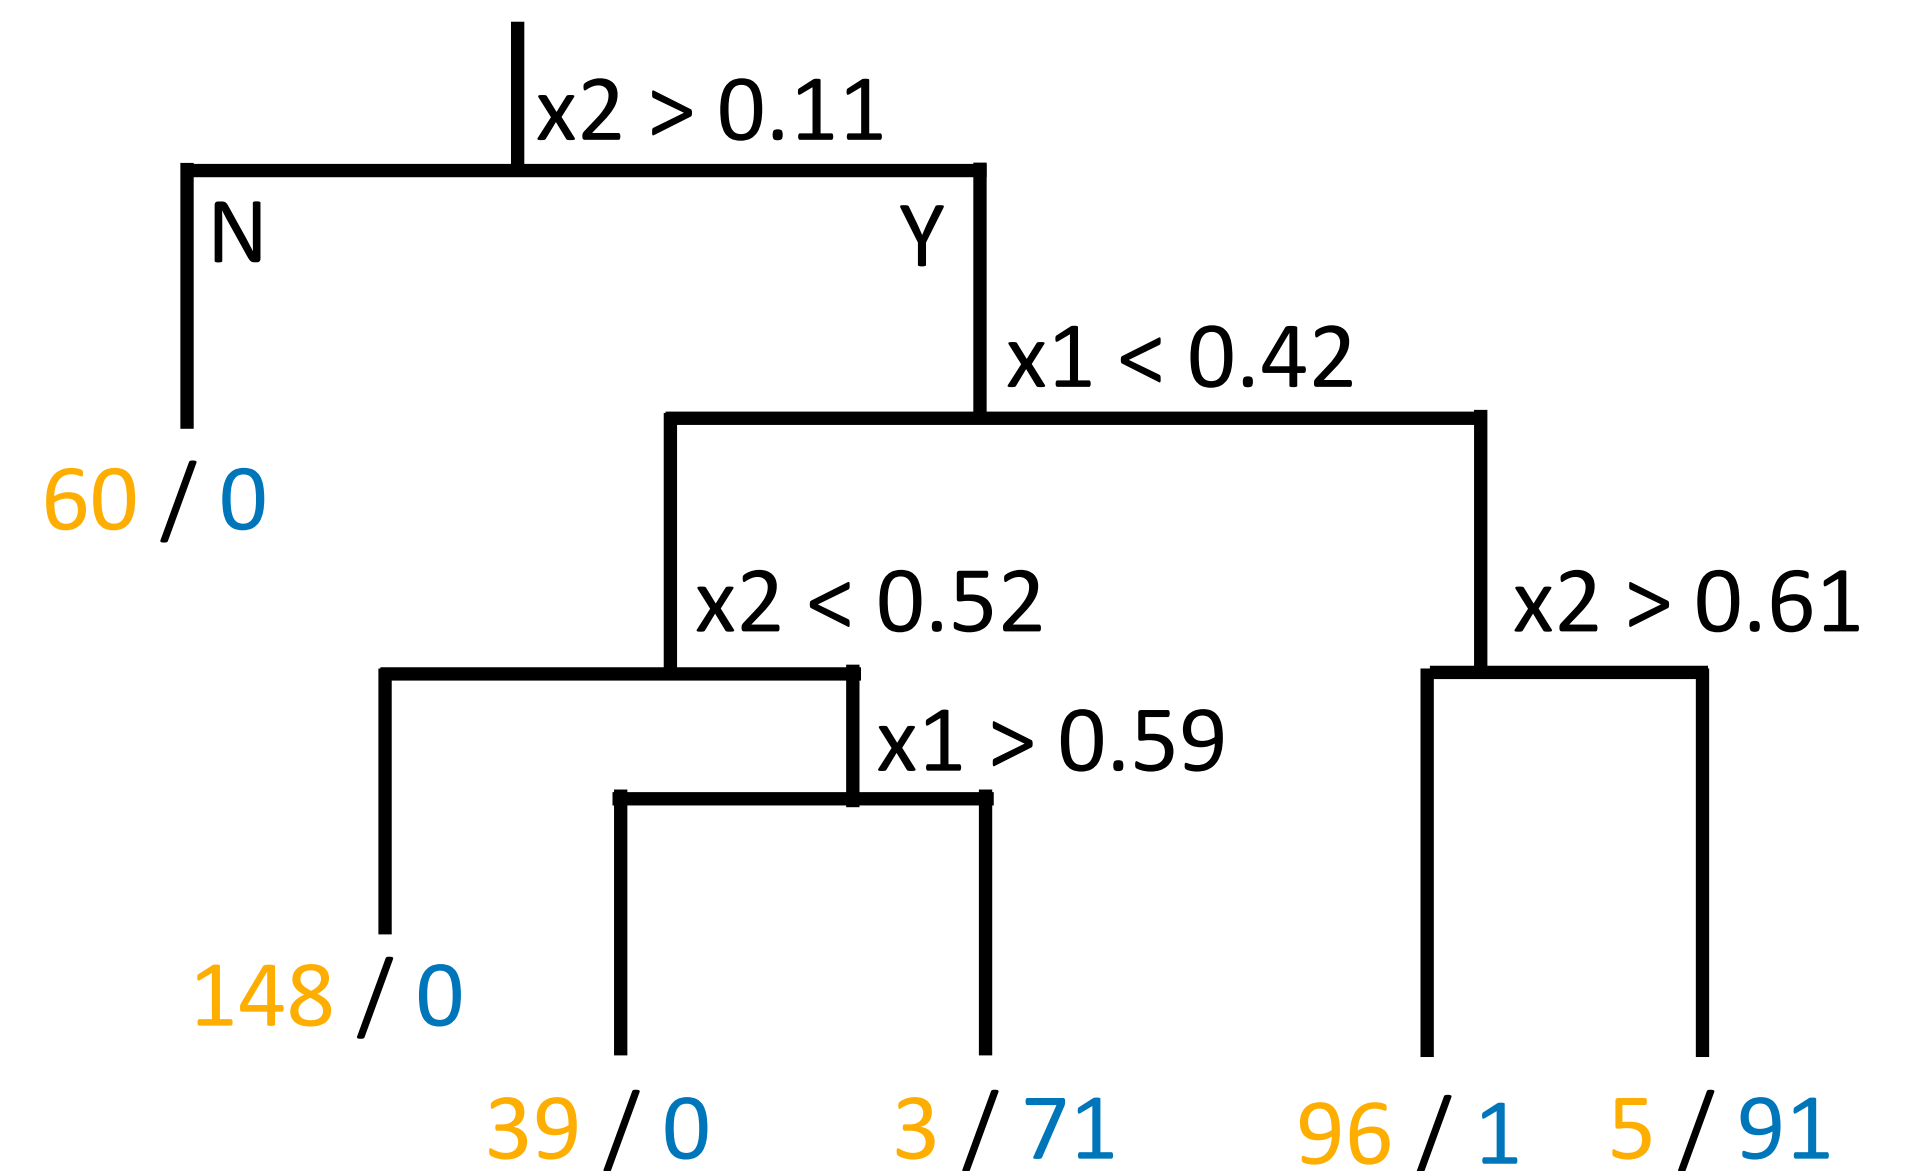 x2 > 0.11
N
Y
x1 < 0.42
60 / 0
x2 < 0.52
x2 > 0.61
x1 > 0.59
148 / 0
39 / 0
3 / 71
96 / 1
5 / 91